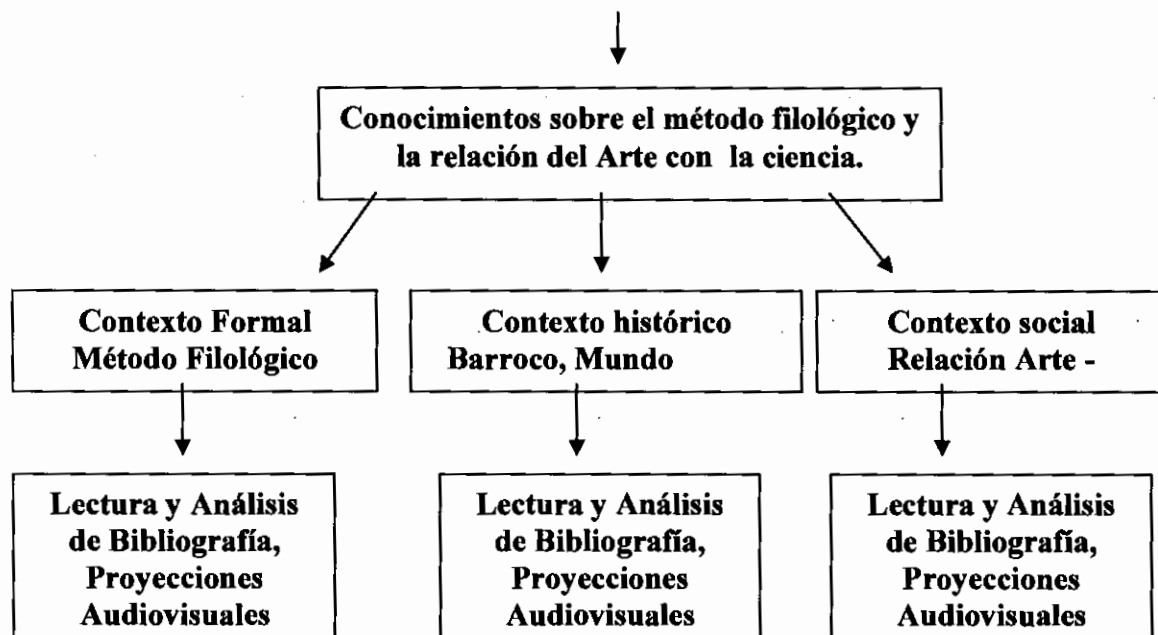 Conocimientos sobre el método filológico y
la relación del Arte con la ciencia.
Contexto Formal
Método Filológico
Contexto histórico
Barroco, Mundo
Contexto social
Relación Arte -
Lectura y Análisis
de Bibliografía,
Proyecciones
Audiovisuales
Lectura y Análisis
de Bibliografía,
Proyecciones
Audiovisuales
Lectura y Análisis
de Bibliografía,
Proyecciones
Audiovisuales